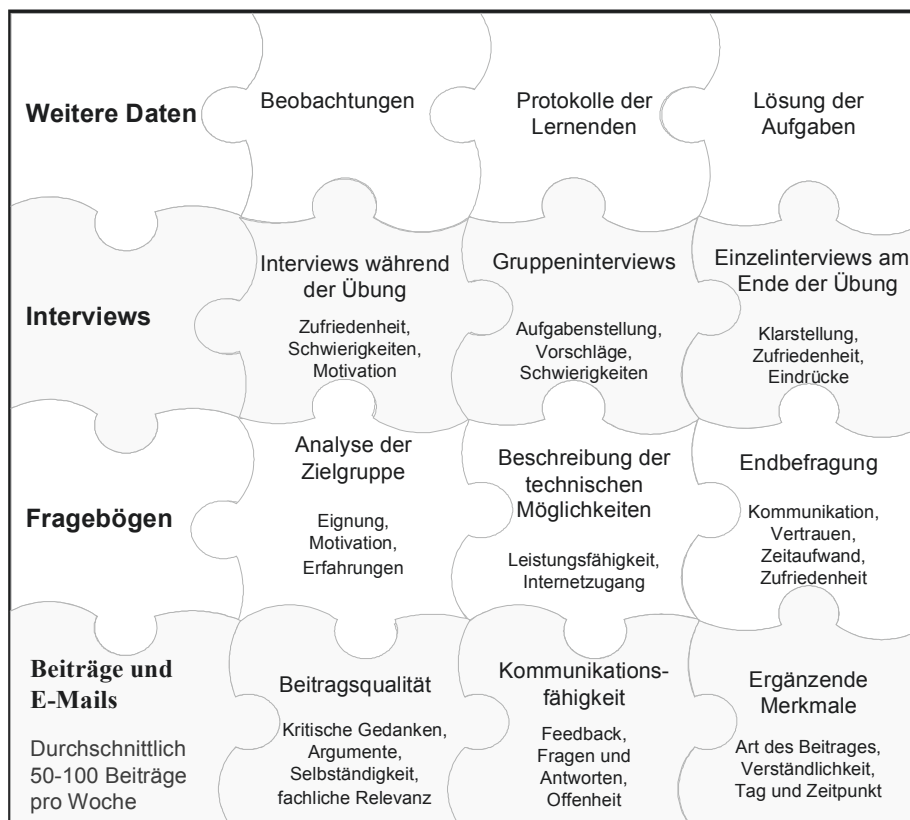 Weitere Daten
Beobachtungen
Protokolle der
Lernenden
Lösung der
Aufgaben
Interviews
Interviews während
der Übung
Zufriedenheit,
Schwierigkeiten,
Motivation
Gruppeninterviews
Aufgabenstellung,
Vorschläge,
Schwierigkeiten
Einzelinterviews am
Ende der Übung
Klarstellung,
Zufriedenheit,
Eindrücke
Fragebögen
Analyse der
Zielgruppe
Eignung,
Motivation,
Erfahrungen
Beschreibung der
technischen
Möglichkeiten
Leistungsfähigkeit,
Internetzugang
Endbefragung
Kommunikation,
Vertrauen,
Zeitaufwand,
Zufriedenheit
Beiträge und
E-Mails
Durchschnittlich
50-100 Beiträge
pro Woche
Beitragsqualität
Kritische Gedanken,
Argumente,
Selbständigkeit,
fachliche Relevanz
Kommunikations-
fähigkeit
Feedback,
Fragen und
Antworten,
Offenheit
Ergänzende
Merkmale
Art des Beitrages,
Verständlichkeit,
Tag und Zeitpunkt